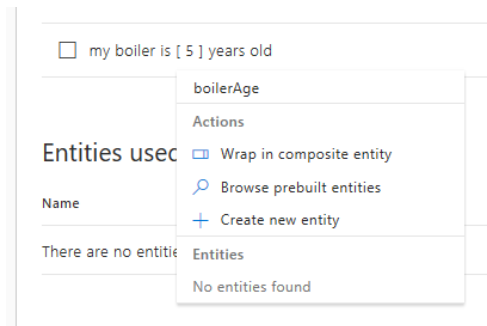 my boiler is [ 5 ] years old
boilerAge
Actions
Wrap in composite entity
Browse prebuilt entities
Create new entity
Entities
No entities found
Entities used
Name
There are no